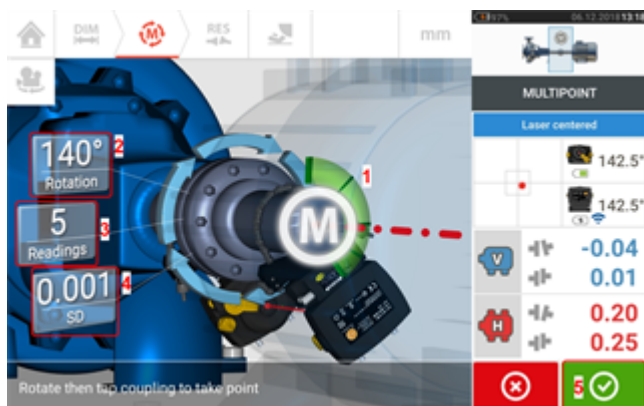 DIM
RES
mm
97%
06.12.2018 13:18
MULTIPOINT
Laser centered
142.5°
1
142.5°
140°
Rotation
2
1
5
Readings
3
M
0.001
SD
4
V
-0.04
0.01
H
0.20
0.25
Rotate then tap coupling to take point
5